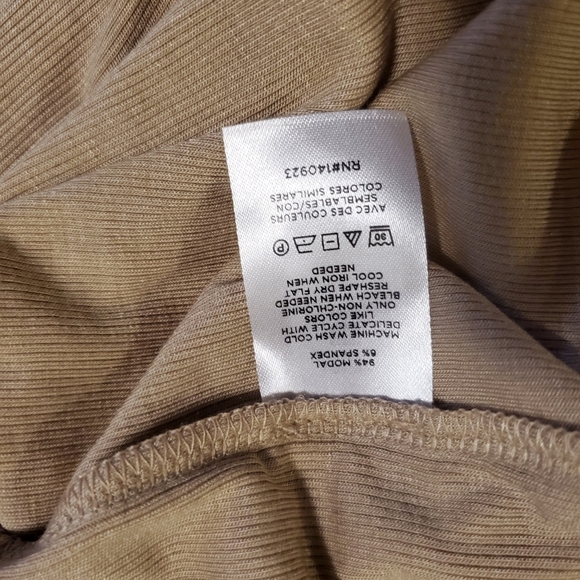 94% MODAL
6% SPANDEX
MACHINE WASH COLD
DELICATE CYCLE WITH
LIKE COLORS
ONLY NON-CHLORINE
BLEACH WHEN NEEDED
RESHAPE DRY FLAT
COOL IRON WHEN
NEEDED
30 P
AVEC DES COULEURS
SEMBLABLES/CON
COLORES SIMILARES
RN#140923